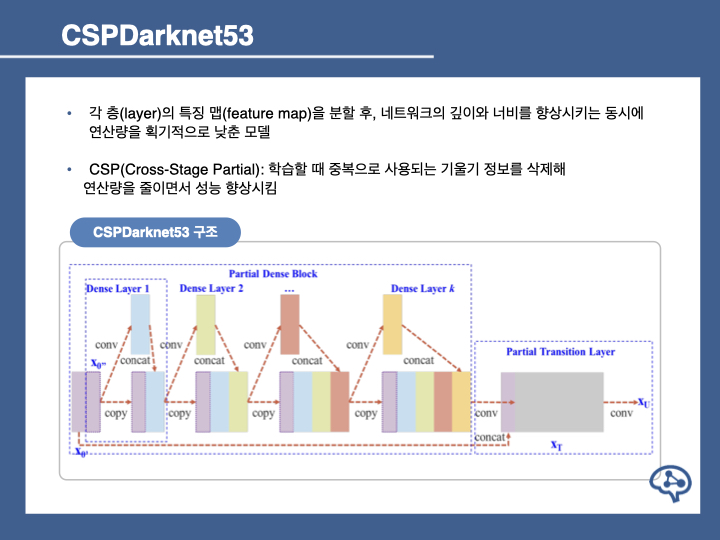 CSPDarknet53
• 각 층(layer)의 특징 맵(feature map)을 분할 후, 네트워크의 깊이와 너비를 향상시키는 동시에
연산량을 획기적으로 낮춘 모델
• CSP(Cross-Stage Partial): 학습할 때 중복으로 사용되는 기울기 정보를 삭제해
연산량을 줄이면서 성능 향상시킴
CSPDarknet53 구조
Partial Dense Block
Dense Layer 1 Dense Layer 2 ... Dense Layer k
conv conv conv conv
concat concat concat concat
Partial Transition Layer
x0''
copy copy copy copy
conv conv
xU
concat
x0'
xT